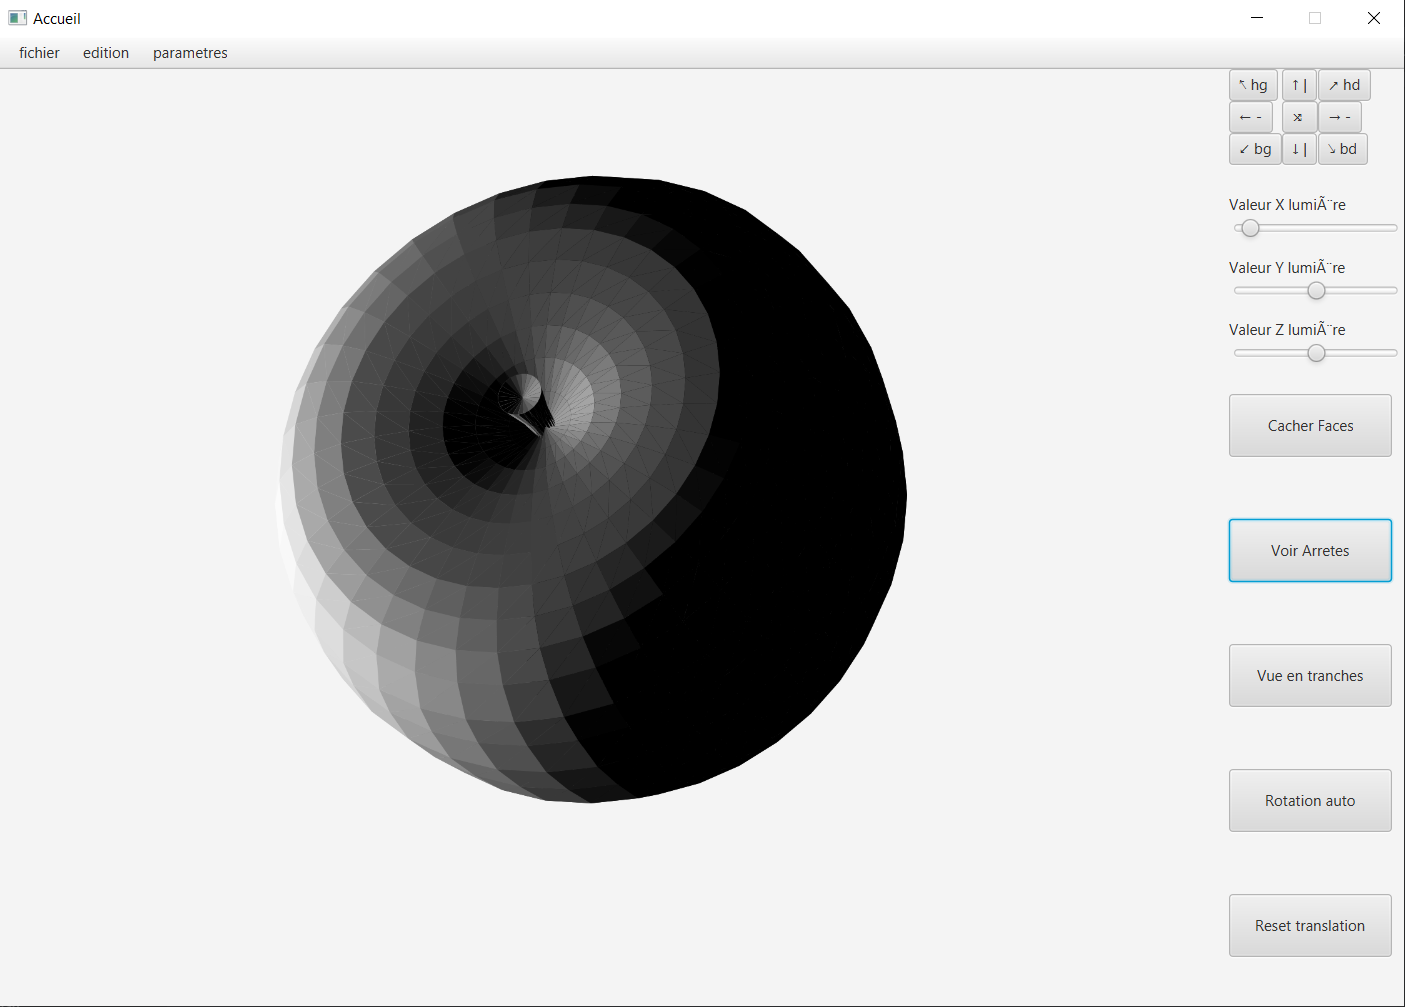 Accueil
fichier edition parametres
↖ hg ↑ | ↗ hd
← - 🔀 → -
↙ bg ↓ | ↘ bd
Valeur X lumiÃ¨re
Valeur Y lumiÃ¨re
Valeur Z lumiÃ¨re
Cacher Faces
Voir Arretes
Vue en tranches
Rotation auto
Reset translation